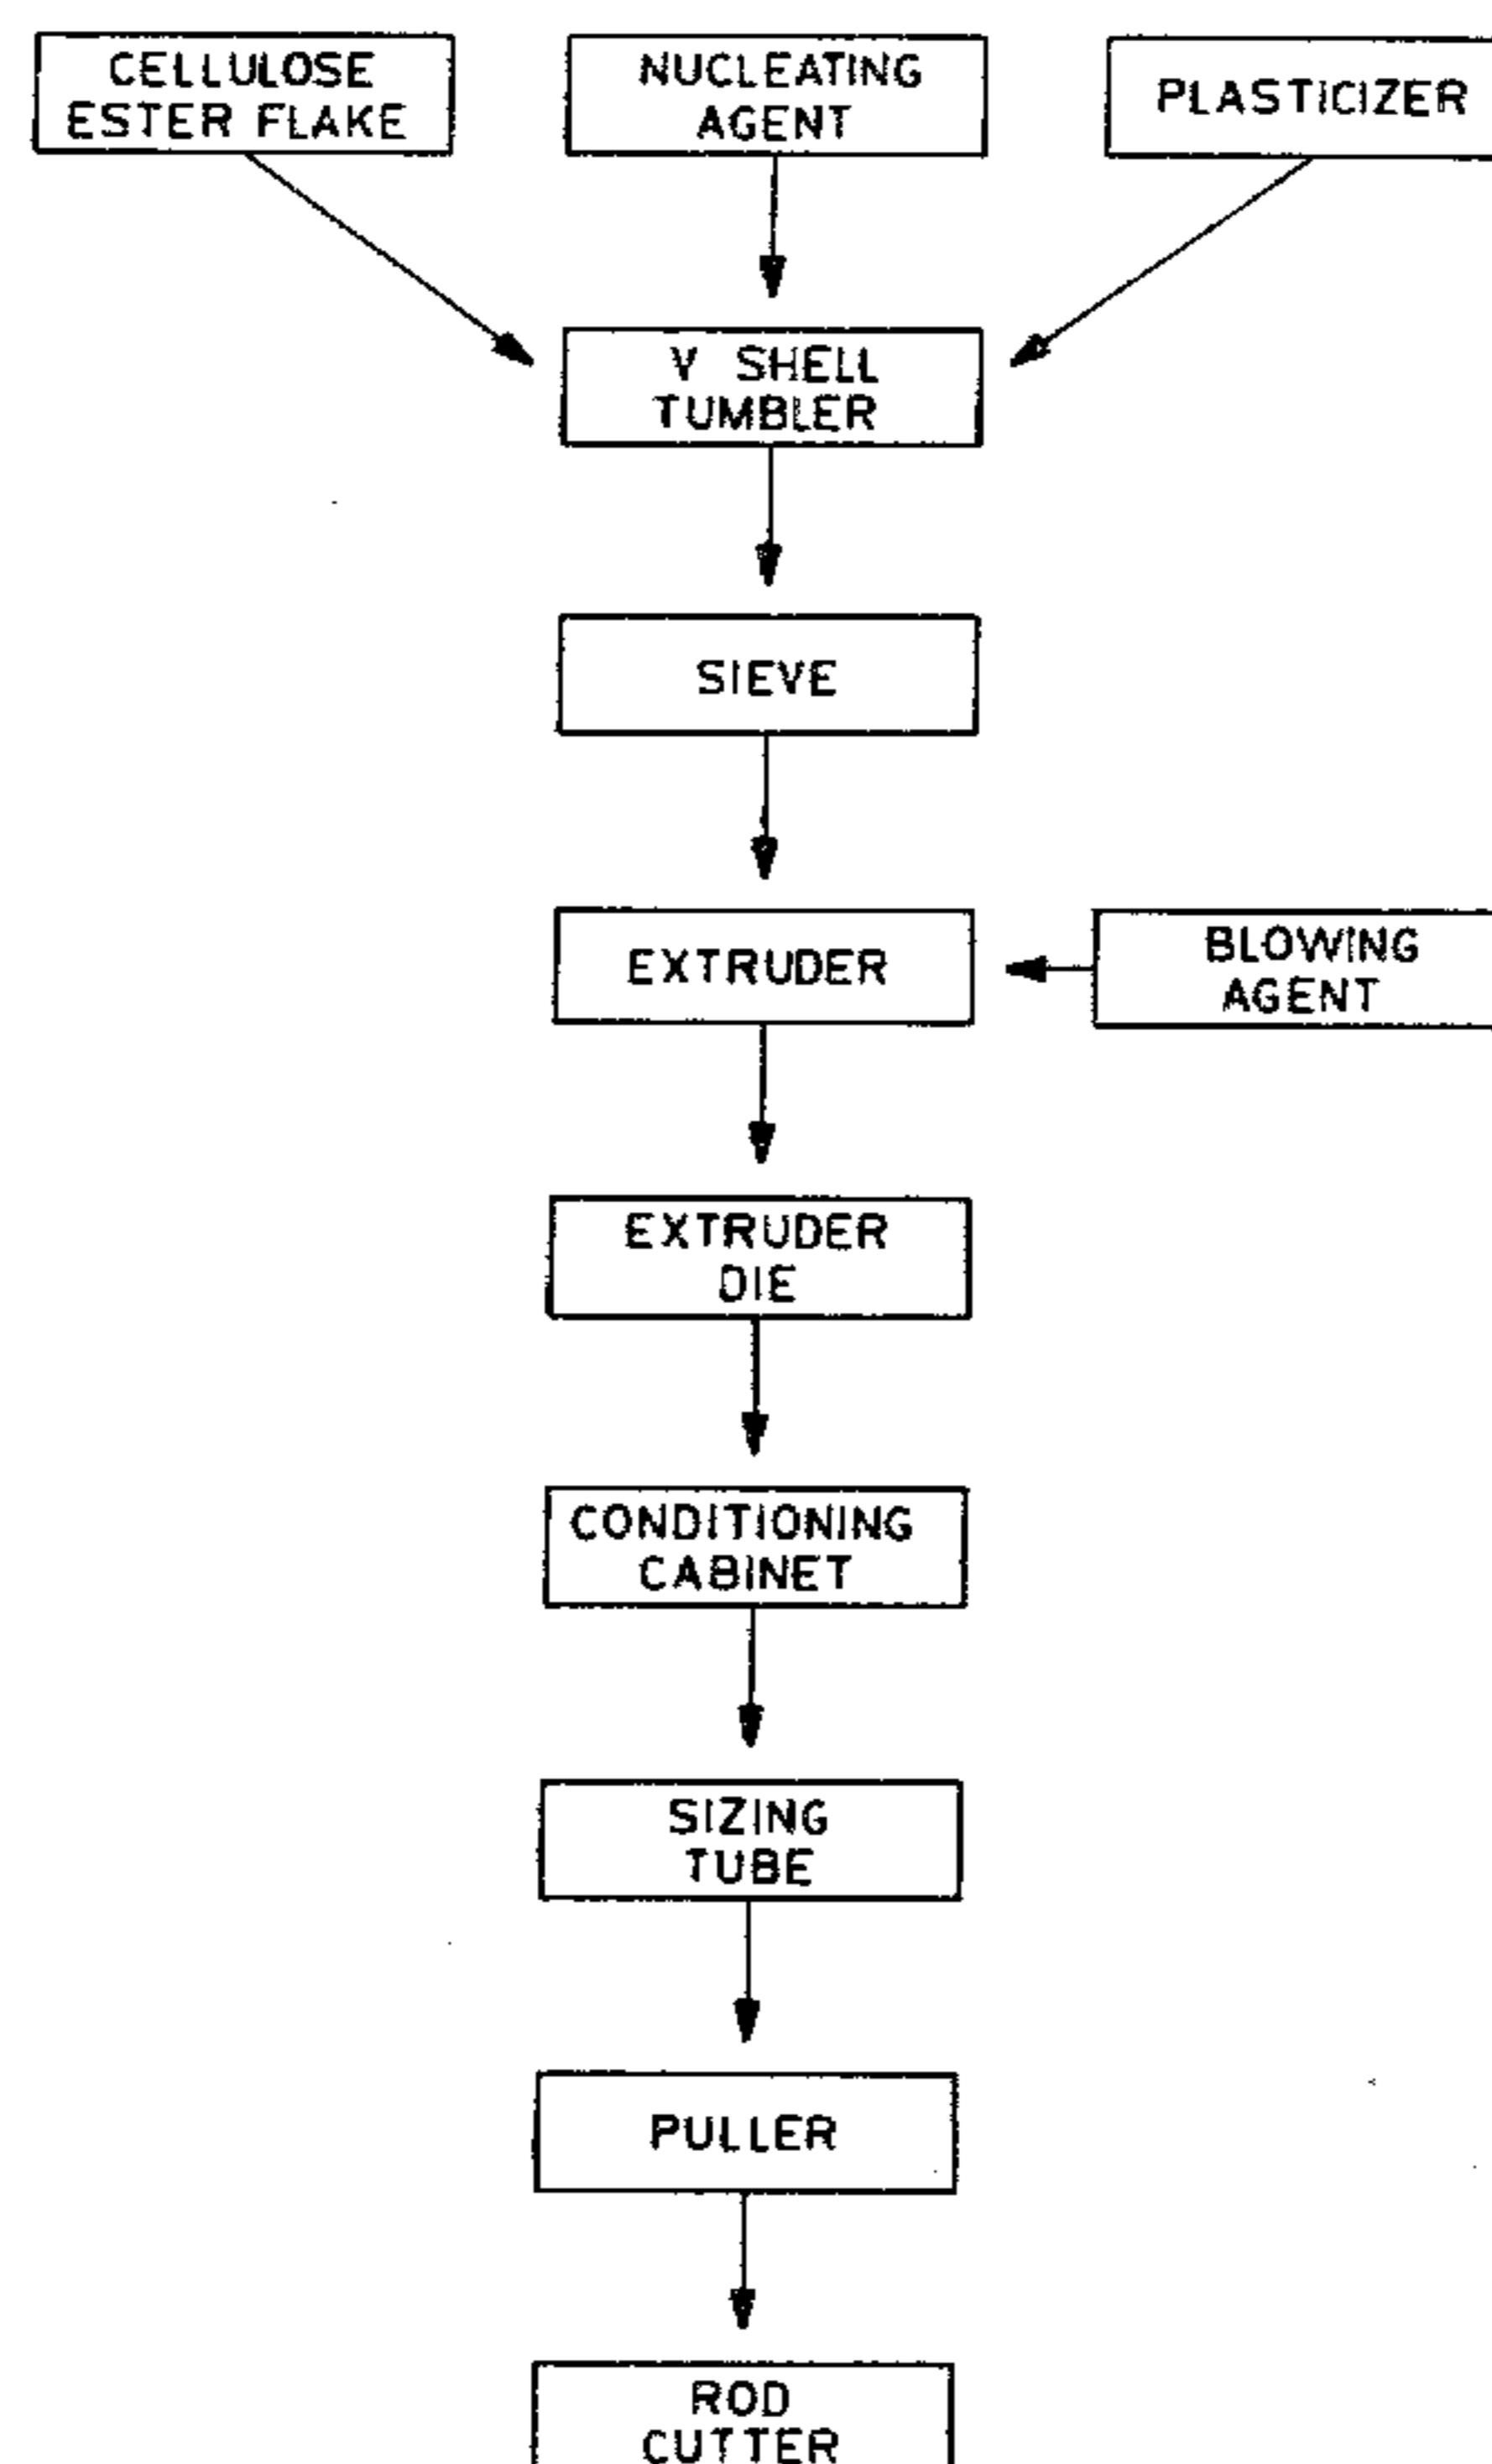 CELLULOSE
ESTER FLAKE
NUCLEATING
AGENT
PLASTICIZER
V SHELL
TUMBLER
SIEVE
EXTRUDER
BLOWING
AGENT
EXTRUDER
DIE
CONDITIONING
CABINET
SIZING
TUBE
PULLER
ROD
CUTTER